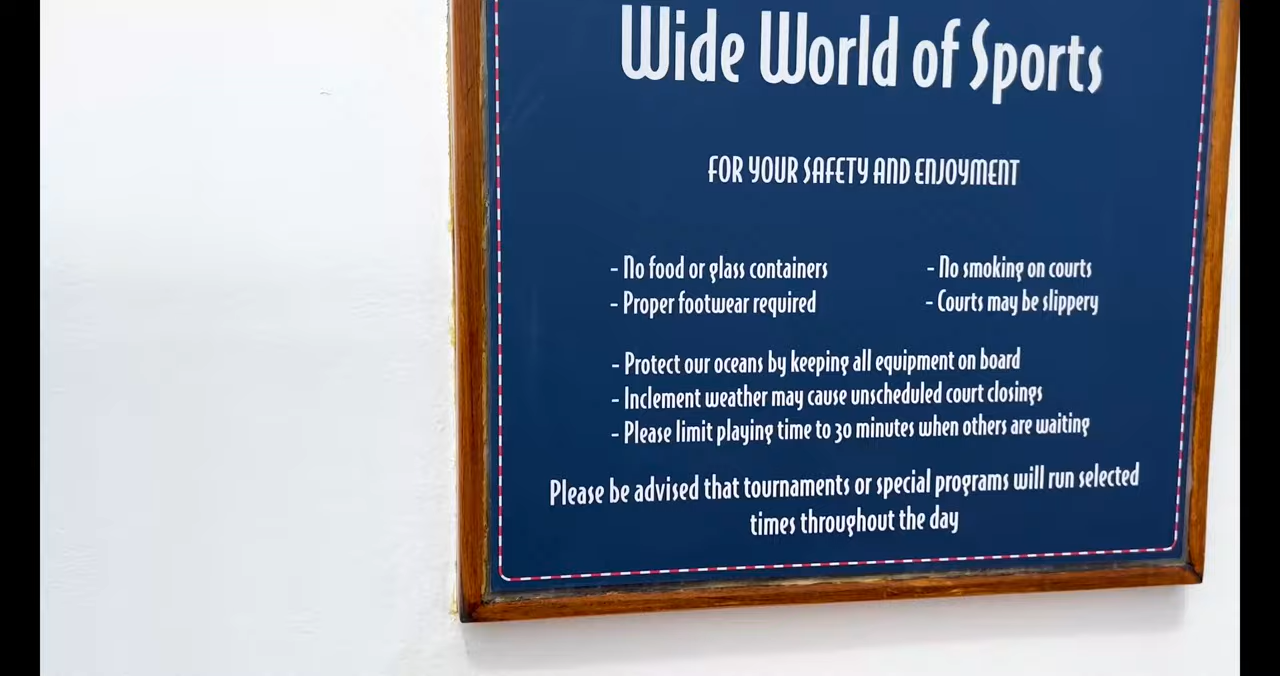 Wide World of Sports
FOR YOUR SAFETY AND ENJOYMENT
- No food or glass containers
- Proper footwear required
- No smoking on courts
- Courts may be slippery
- Protect our oceans by keeping all equipment on board
- Inclement weather may cause unscheduled court closings
- Please limit playing time to 30 minutes when others are waiting
Please be advised that tournaments or special programs will run selected
times throughout the day